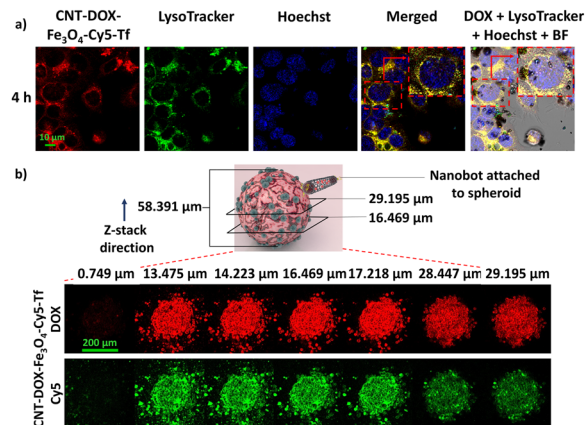 a)
CNT-DOX-
Fe₃O₄-Cy5-Tf
LysoTracker
Hoechst
Merged
DOX + LysoTracker
+ Hoechst + BF
4 h
10 µm
b)
Nanobot attached
to spheroid
58.391 µm
29.195 µm
16.469 µm
Z-stack
direction
0.749 µm 13.475 µm 14.223 µm 16.469 µm 17.218 µm 28.447 µm 29.195 µm
CNT-DOX-Fe₃O₄-Cy5-Tf
DOX
200 µm
Cy5